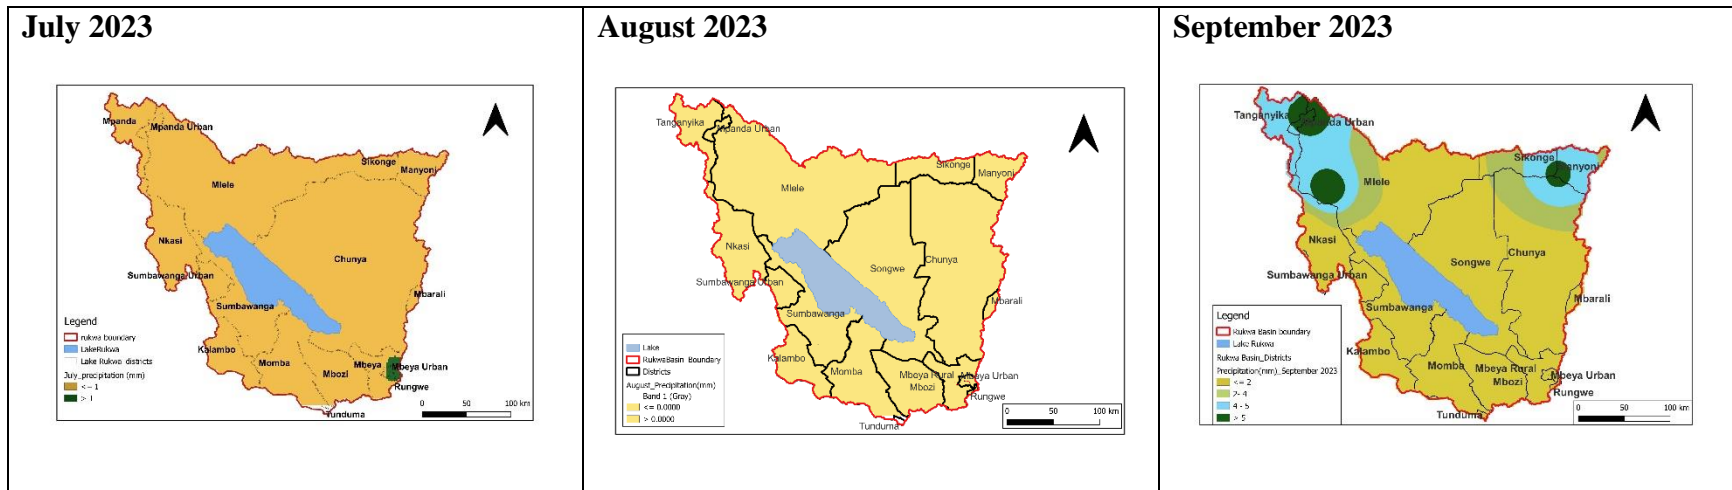 July 2023
Mpanda
Mpanda Urban
Sikonge
Manyoni
Mlele
Nkasi
Chunya
Sumbawanga Urban
Mbarali
Sumbawanga
Kalambo
Momba
Mbeya
Mbozi
Mbeya Urban
Rungwe
Tunduma
Legend
rukwa boundary
LakeRukwa
Lake Rukwa districts
July_precipitation (mm)
<= 1
> 1
0 50 100 km
August 2023
Tanganyika
Mpanda Urban
Sikonge
Manyoni
Mlele
Nkasi
Songwe
Chunya
Sumbawanga Urban
Mbarali
Sumbawanga
Kalambo
Momba
Mbeya Rural
Mbozi
Mbeya Urban
Rungwe
Tunduma
Legend
Lake
RukwaBasin Boundary
Districts
August_Precipitation(mm)
Band 1 (Gray)
<= 0.0000
> 0.0000
0 50 100 km
September 2023
Tanganyika
Mpanda Urban
Sikonge
Manyoni
Mlele
Nkasi
Songwe
Chunya
Sumbawanga Urban
Mbarali
Sumbawanga
Kalambo
Momba
Mbeya Rural
Mbozi
Mbeya Urban
Rungwe
Tunduma
Legend
Rukwa Basin boundary
Lake Rukwa
Rukwa Basin_Districts
Precipitation(mm)_September 2023
<= 2
2- 4
4 - 5
> 5
0 50 100 km